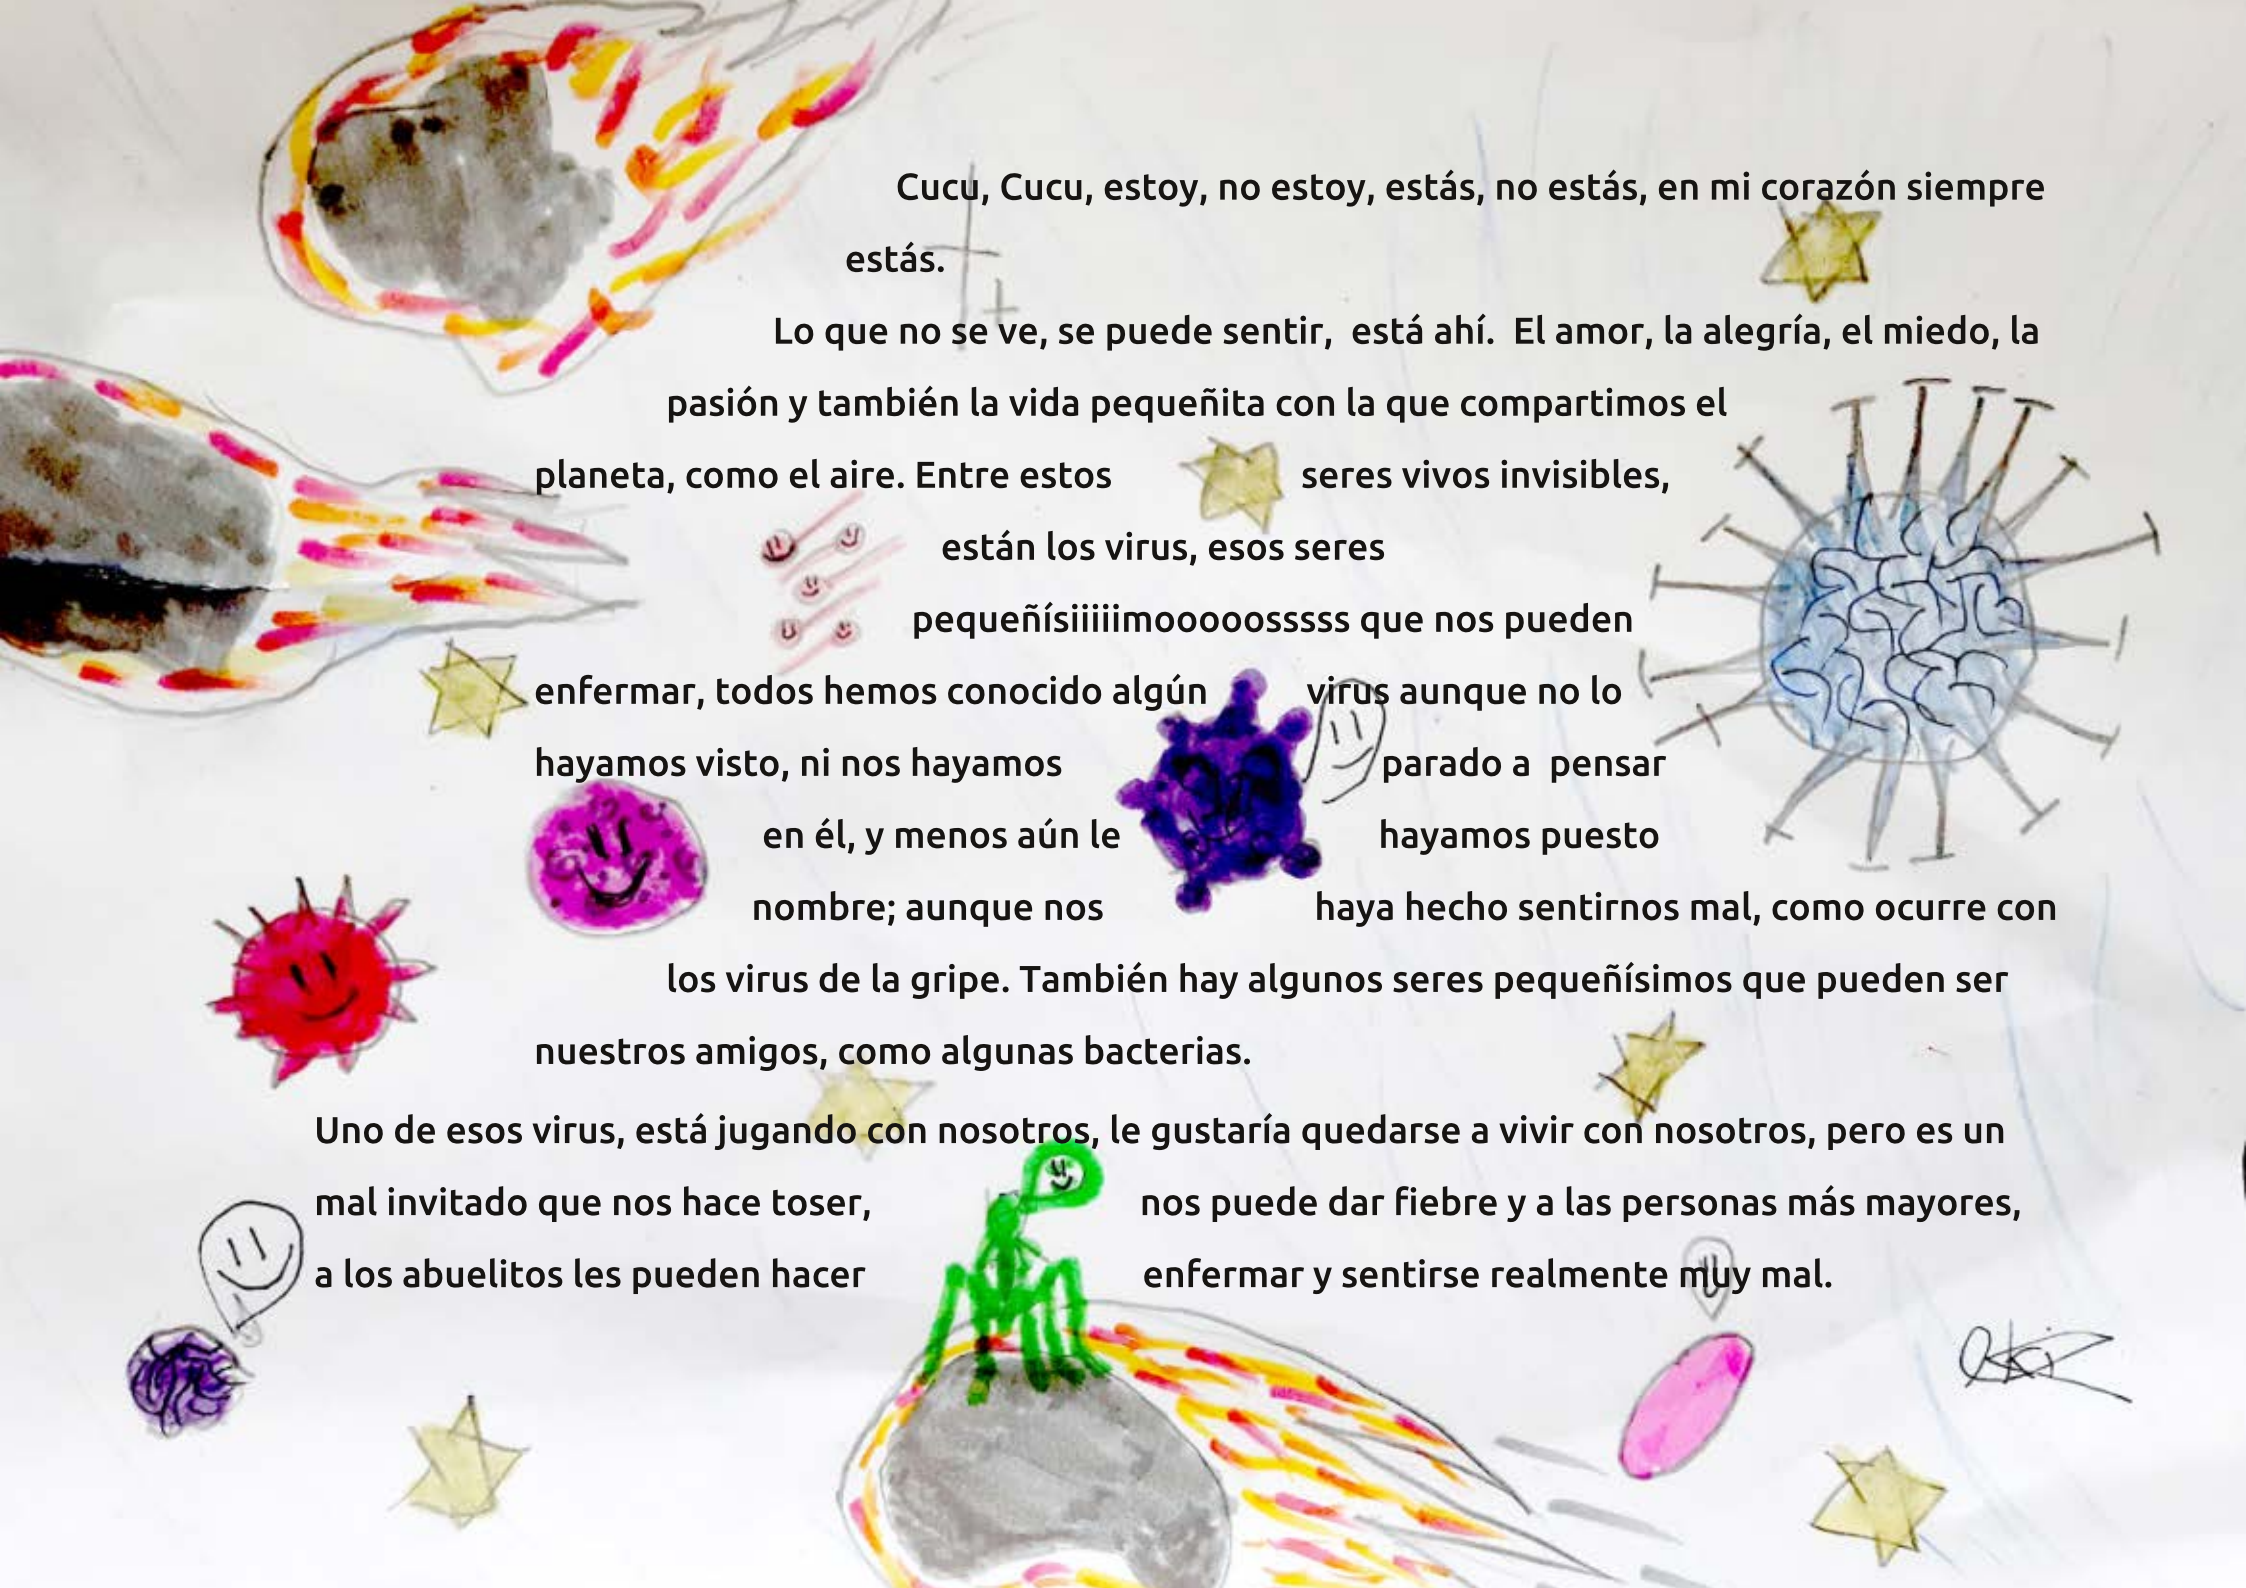 Cucu, Cucu, estoy, no estoy, estás, no estás, en mi corazón siempre
estás.
Lo que no se ve, se puede sentir, está ahí. El amor, la alegría, el miedo, la
pasión y también la vida pequeñita con la que compartimos el
planeta, como el aire. Entre estos seres vivos invisibles,
están los virus, esos seres
pequeñísiiiiimooooosssss que nos pueden
enfermar, todos hemos conocido algún virus aunque no lo
hayamos visto, ni nos hayamos parado a pensar
en él, y menos aún le hayamos puesto
nombre; aunque nos haya hecho sentirnos mal, como ocurre con
los virus de la gripe. También hay algunos seres pequeñísimos que pueden ser
nuestros amigos, como algunas bacterias.
Uno de esos virus, está jugando con nosotros, le gustaría quedarse a vivir con nosotros, pero es un
mal invitado que nos hace toser, nos puede dar fiebre y a las personas más mayores,
a los abuelitos les pueden hacer enfermar y sentirse realmente muy mal.